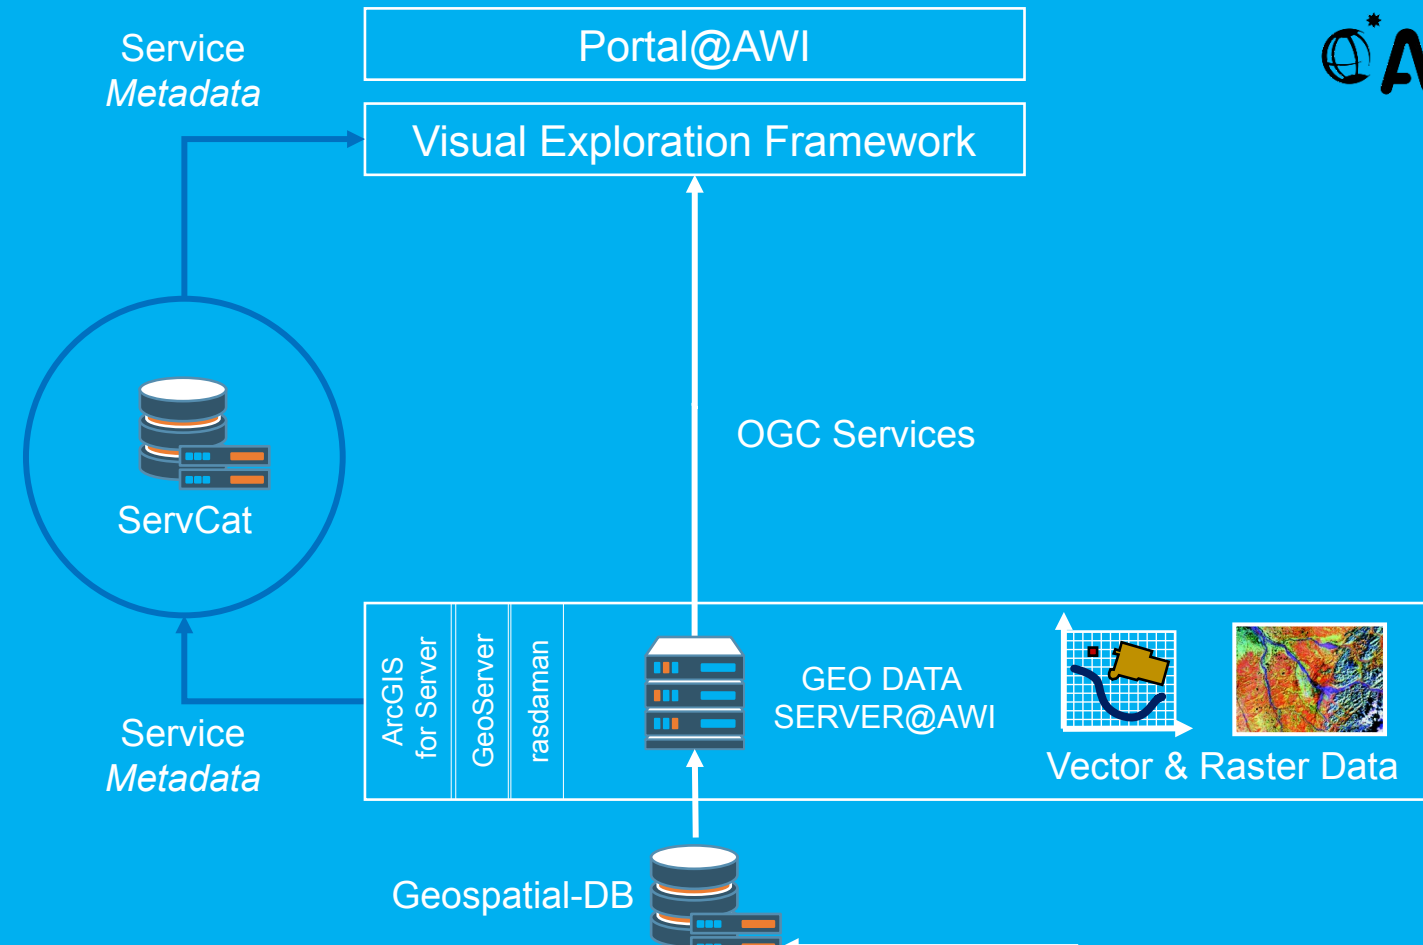 Service
Metadata
Portal@AWI
Visual Exploration Framework
OGC Services
ServCat
ArcGIS
for Server
GeoServer
rasdaman
GEO DATA
SERVER@AWI
Vector & Raster Data
Service
Metadata
Geospatial-DB